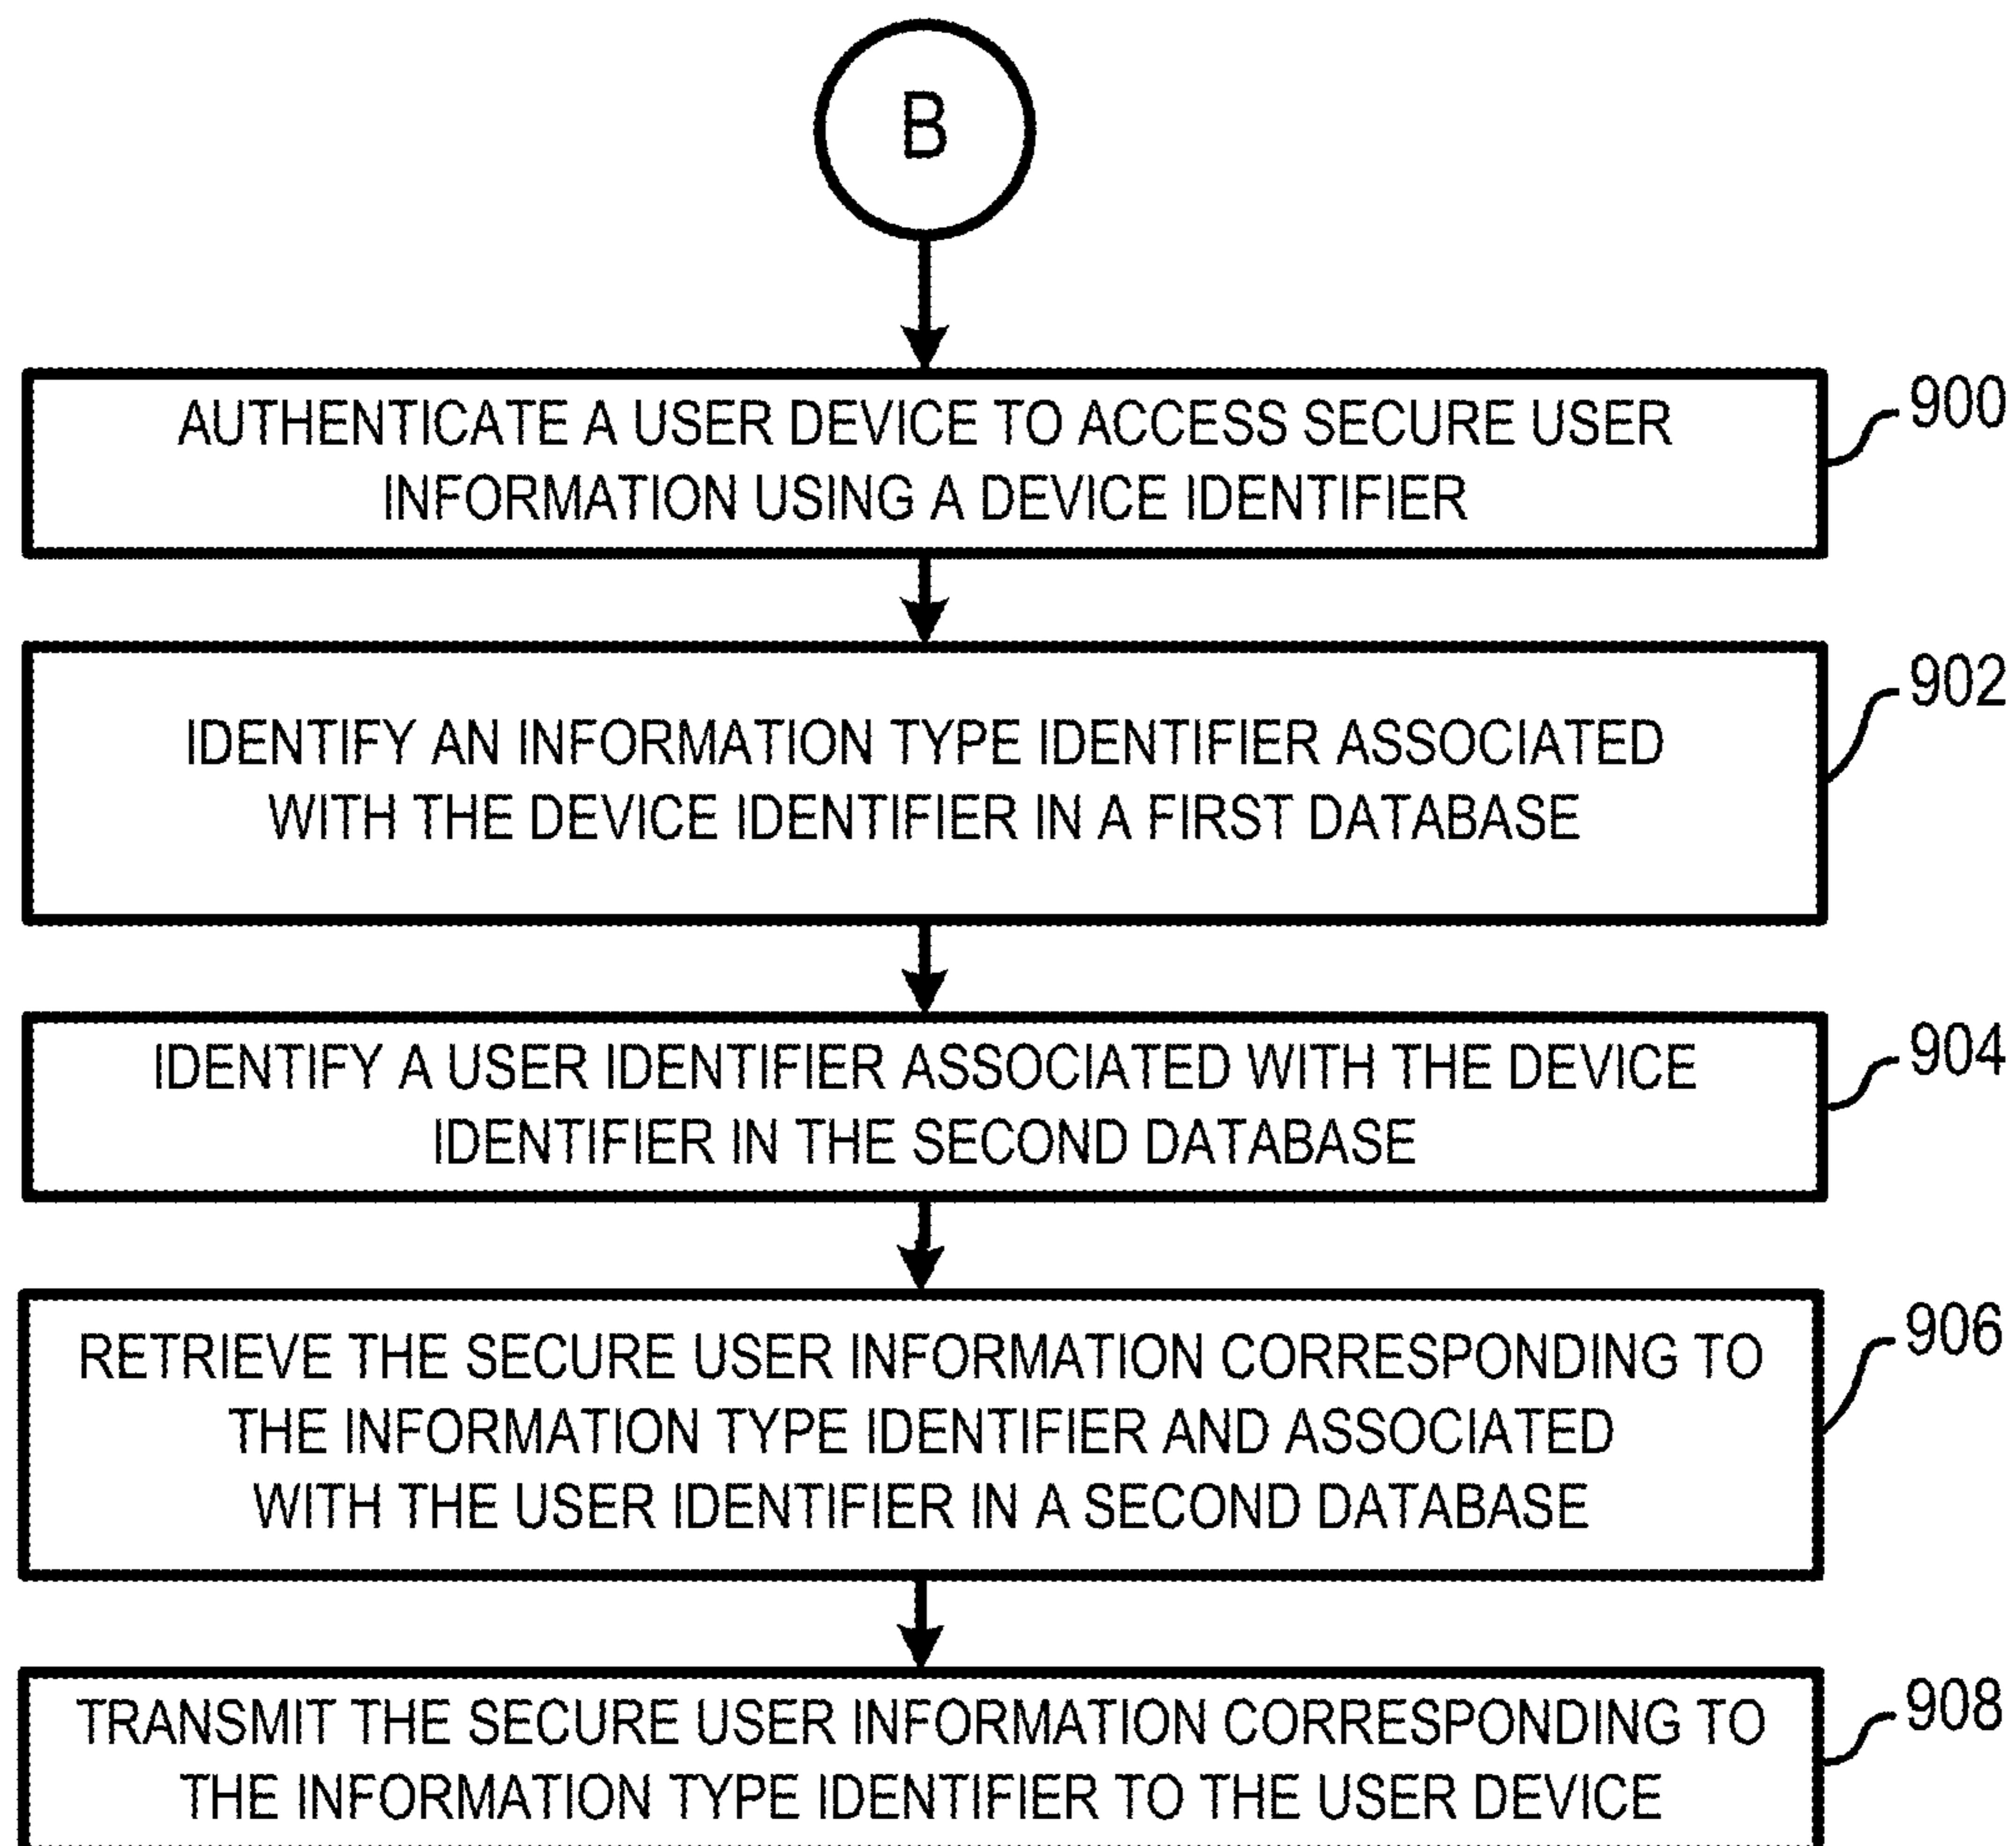 B
AUTHENTICATE A USER DEVICE TO ACCESS SECURE USER
INFORMATION USING A DEVICE IDENTIFIER
900
IDENTIFY AN INFORMATION TYPE IDENTIFIER ASSOCIATED
WITH THE DEVICE IDENTIFIER IN A FIRST DATABASE
902
IDENTIFY A USER IDENTIFIER ASSOCIATED WITH THE DEVICE
IDENTIFIER IN THE SECOND DATABASE
904
RETRIEVE THE SECURE USER INFORMATION CORRESPONDING TO
THE INFORMATION TYPE IDENTIFIER AND ASSOCIATED
WITH THE USER IDENTIFIER IN A SECOND DATABASE
906
TRANSMIT THE SECURE USER INFORMATION CORRESPONDING TO
THE INFORMATION TYPE IDENTIFIER TO THE USER DEVICE
908